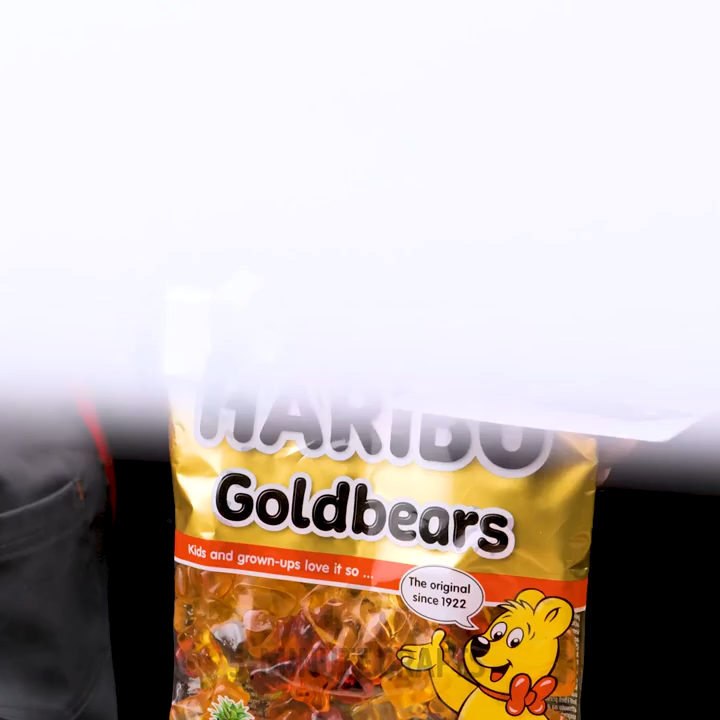 HARIBO
Goldbears
Kids and grown-ups love it so ...
The original
since 1922